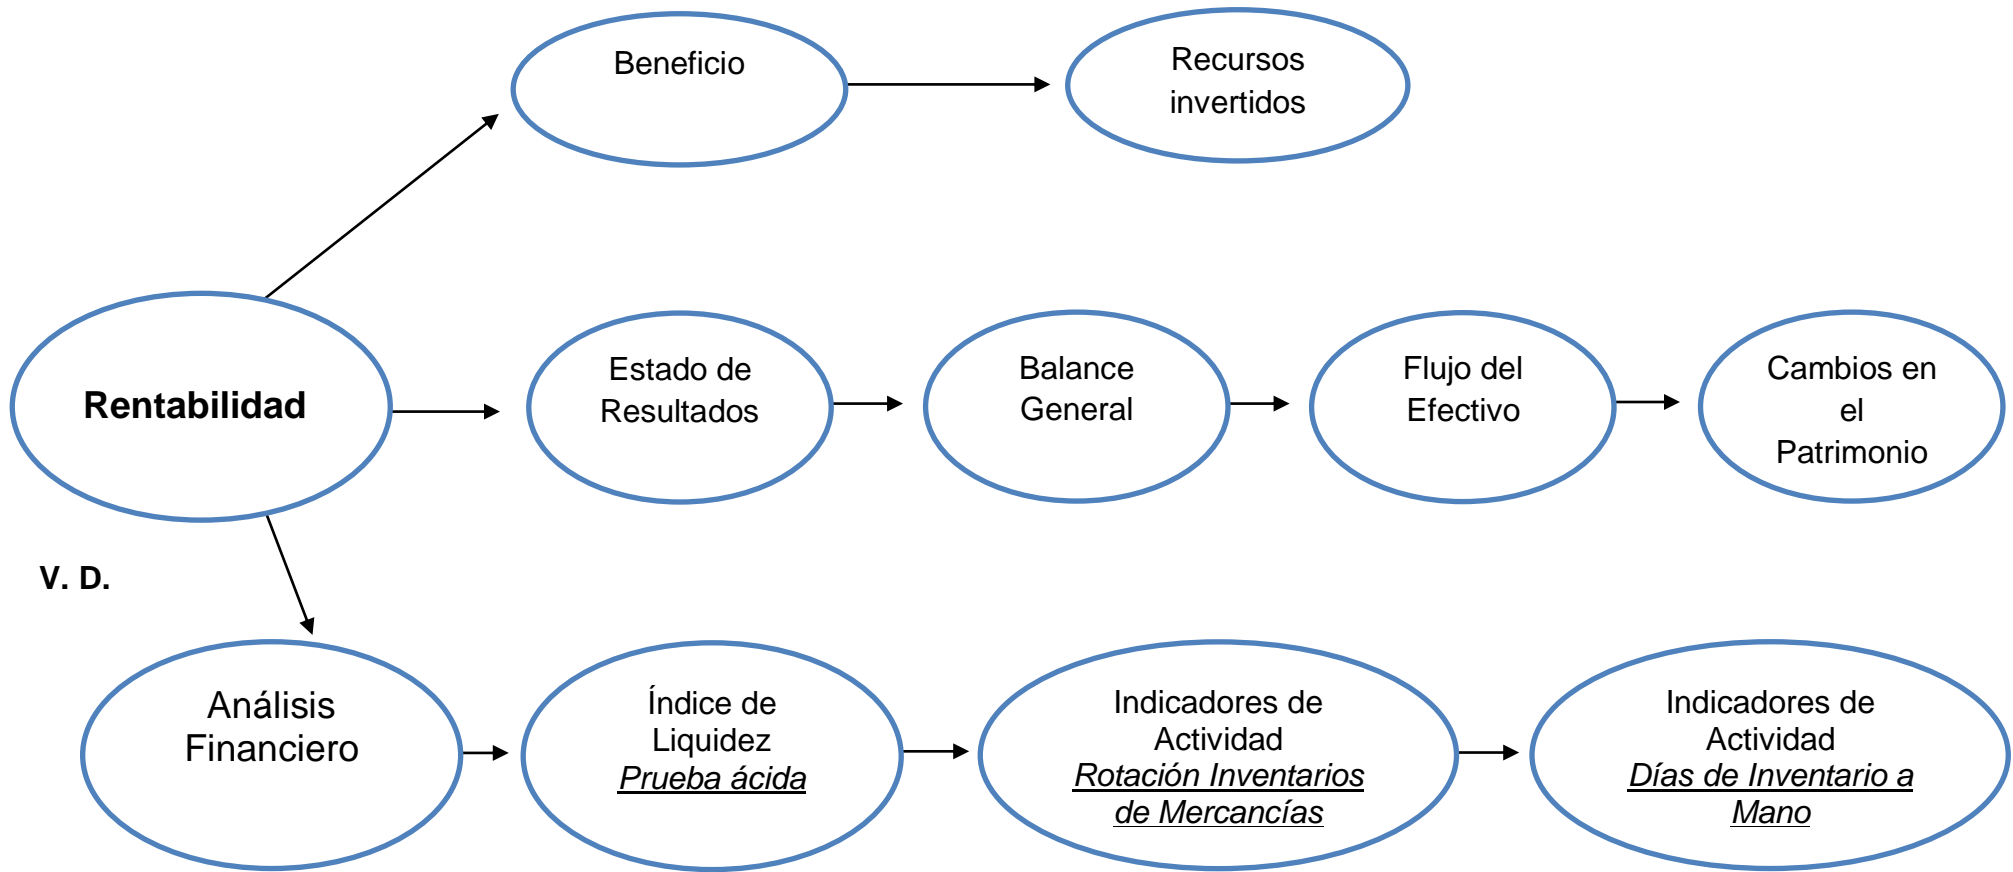 Beneficio
Recursos
invertidos
Rentabilidad
Estado de
Resultados
Balance
General
Flujo del
Efectivo
Cambios en
el
Patrimonio
V. D.
Análisis
Financiero
Índice de
Liquidez
Prueba ácida
Indicadores de
Actividad
Rotación Inventarios
de Mercancías
Indicadores de
Actividad
Días de Inventario a
Mano